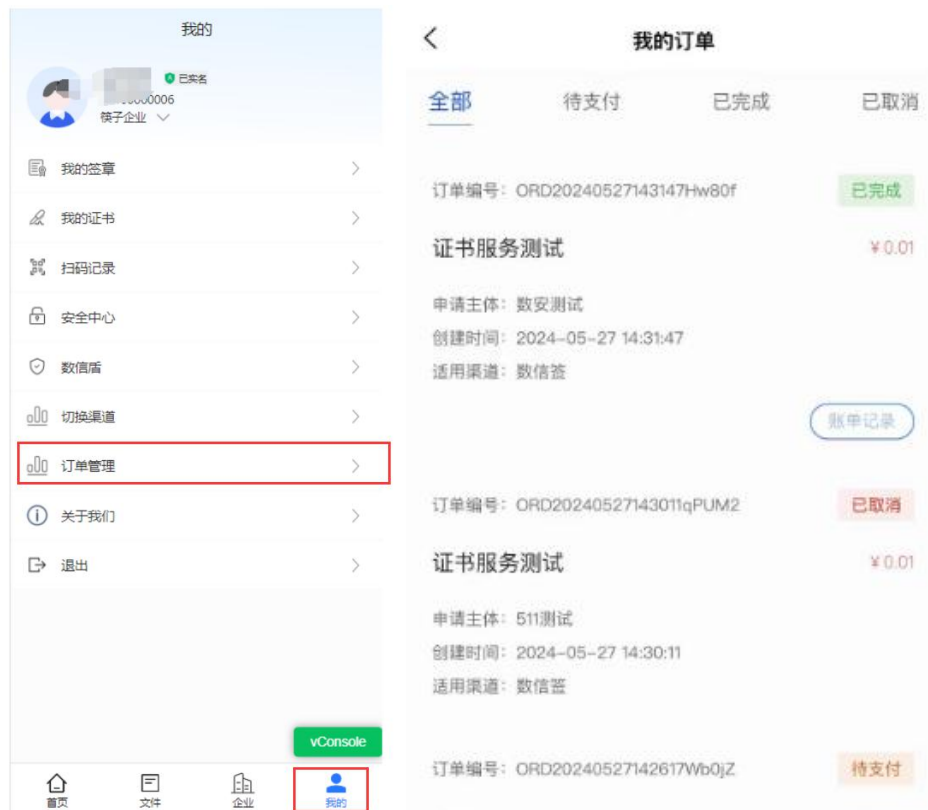 我的
已实名
0000006
筷子企业
我的签章
我的证书
扫码记录
安全中心
数信盾
切换渠道
订单管理
关于我们
退出
vConsole
首页
文件
企业
我的
我的订单
全部 待支付 已完成 已取消
订单编号：ORD20240527143147Hw80f 已完成
证书服务测试 ¥0.01
申请主体：数安测试
创建时间：2024-05-27 14:31:47
适用渠道：数信签
账单记录
订单编号：ORD20240527143011qPUM2 已取消
证书服务测试 ¥0.01
申请主体：511测试
创建时间：2024-05-27 14:30:11
适用渠道：数信签
订单编号：ORD20240527142617Wb0jZ 待支付